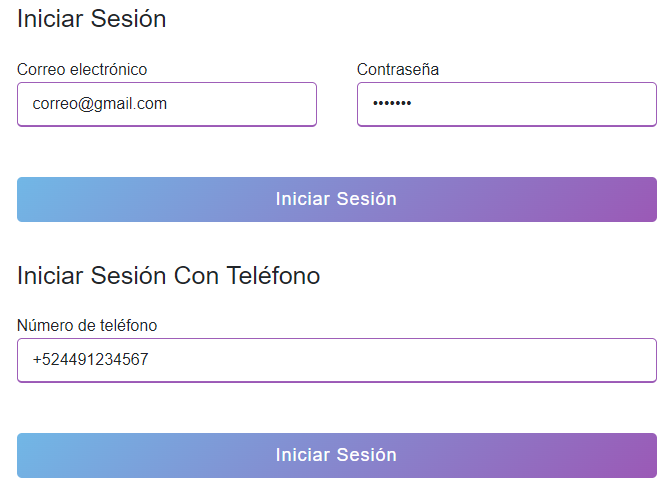 Iniciar Sesión
Correo electrónico
Contraseña
correo@gmail.com
•••••••
Iniciar Sesión
Iniciar Sesión Con Teléfono
Número de teléfono
+524491234567
Iniciar Sesión